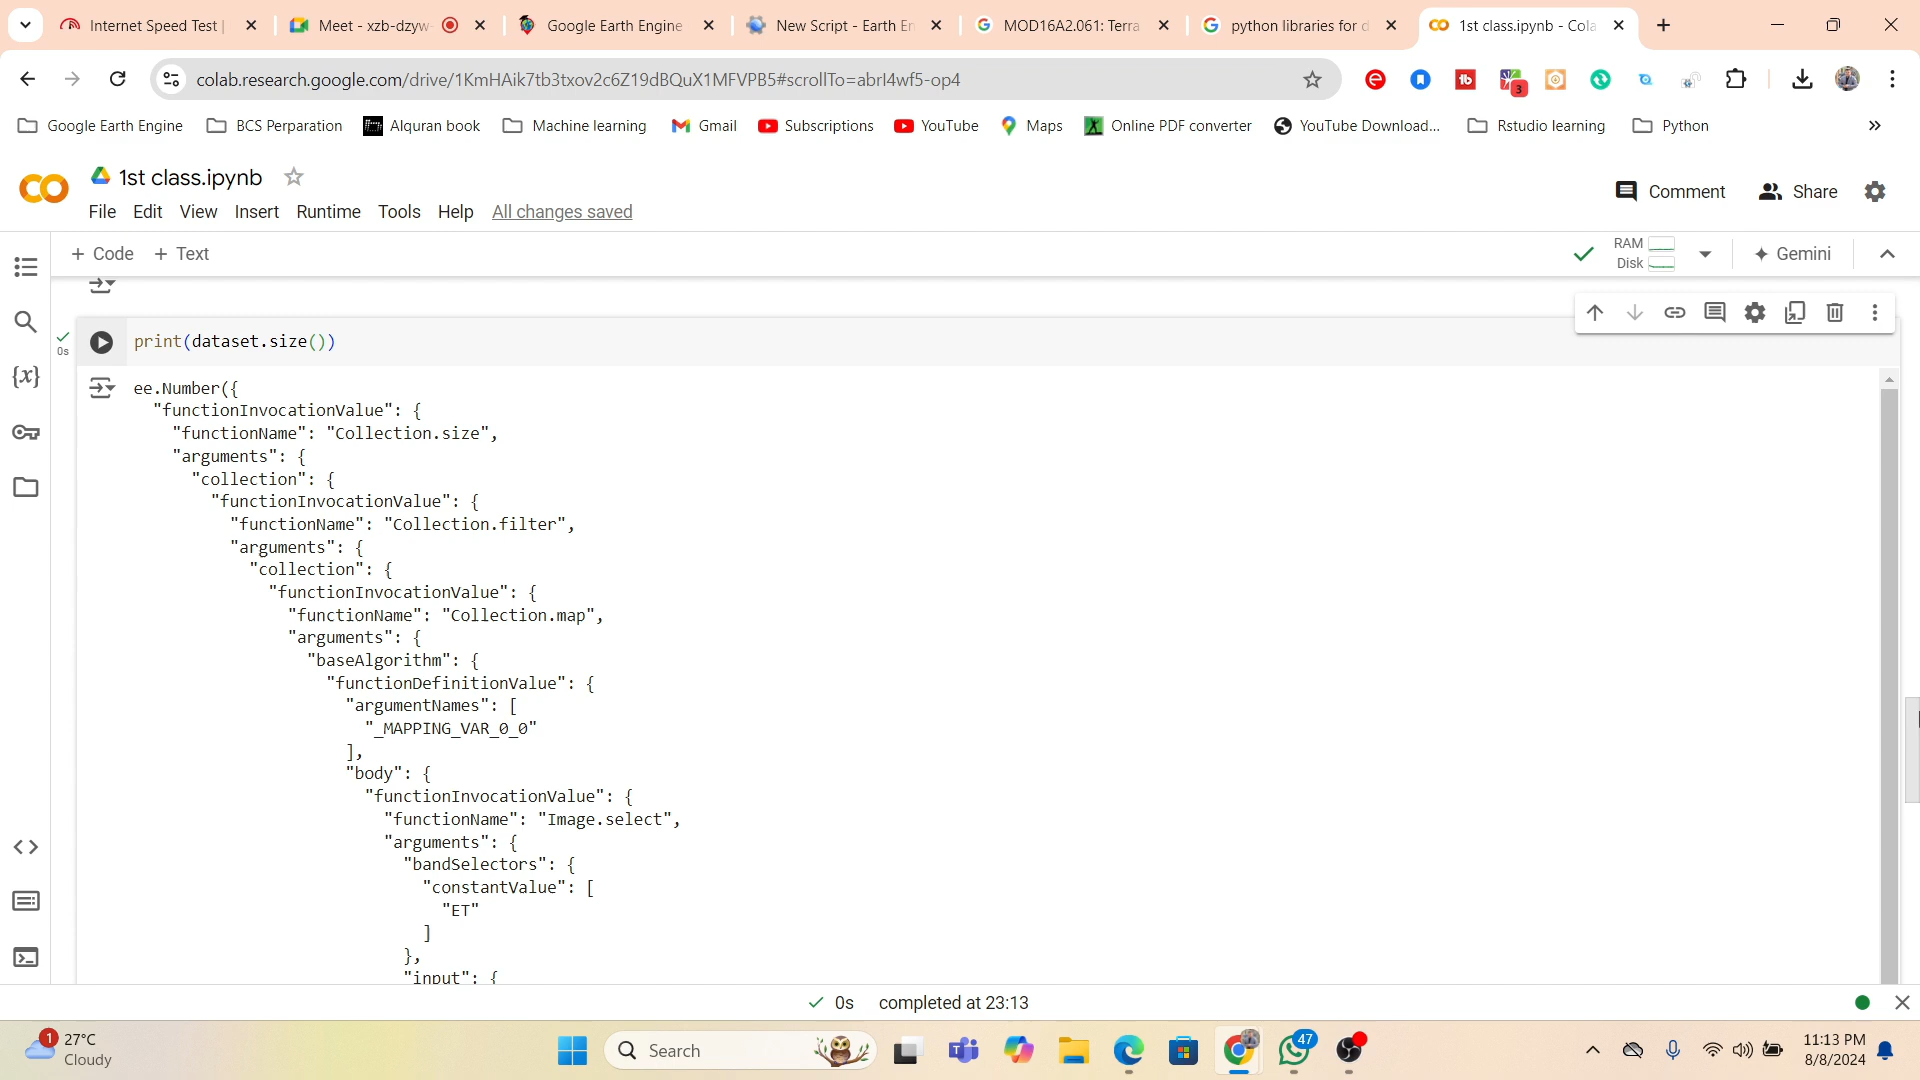 Internet Speed Test |
Meet - xzb-dzyw-
Google Earth Engine
New Script - Earth En
MOD16A2.061: Terra
python libraries for d
1st class.ipynb - Cola
colab.research.google.com/drive/1KmHAik7tb3txov2c6Z19dBQuX1MFVPB5#scrollTo=abrI4wf5-op4
3
Google Earth Engine
BCS Perparation
Alquran book
Machine learning
Gmail
Subscriptions
YouTube
Maps
Online PDF converter
YouTube Download...
Rstudio learning
Python
1st class.ipynb
Comment
Share
File Edit View Insert Runtime Tools Help All changes saved
+ Code + Text
RAM
Disk
Gemini
print(dataset.size())
0s
ee.Number({
"functionInvocationValue": {
"functionName": "Collection.size",
"arguments": {
"collection": {
"functionInvocationValue": {
"functionName": "Collection.filter",
"arguments": {
"collection": {
"functionInvocationValue": {
"functionName": "Collection.map",
"arguments": {
"baseAlgorithm": {
"functionDefinitionValue": {
"argumentNames": [
"_MAPPING_VAR_0_0"
],
"body": {
"functionInvocationValue": {
"functionName": "Image.select",
"arguments": {
"bandSelectors": {
"constantValue": [
"ET"
]
},
"input": {
0s completed at 23:13
1
27°C
Cloudy
Search
47
11:13 PM
8/8/2024